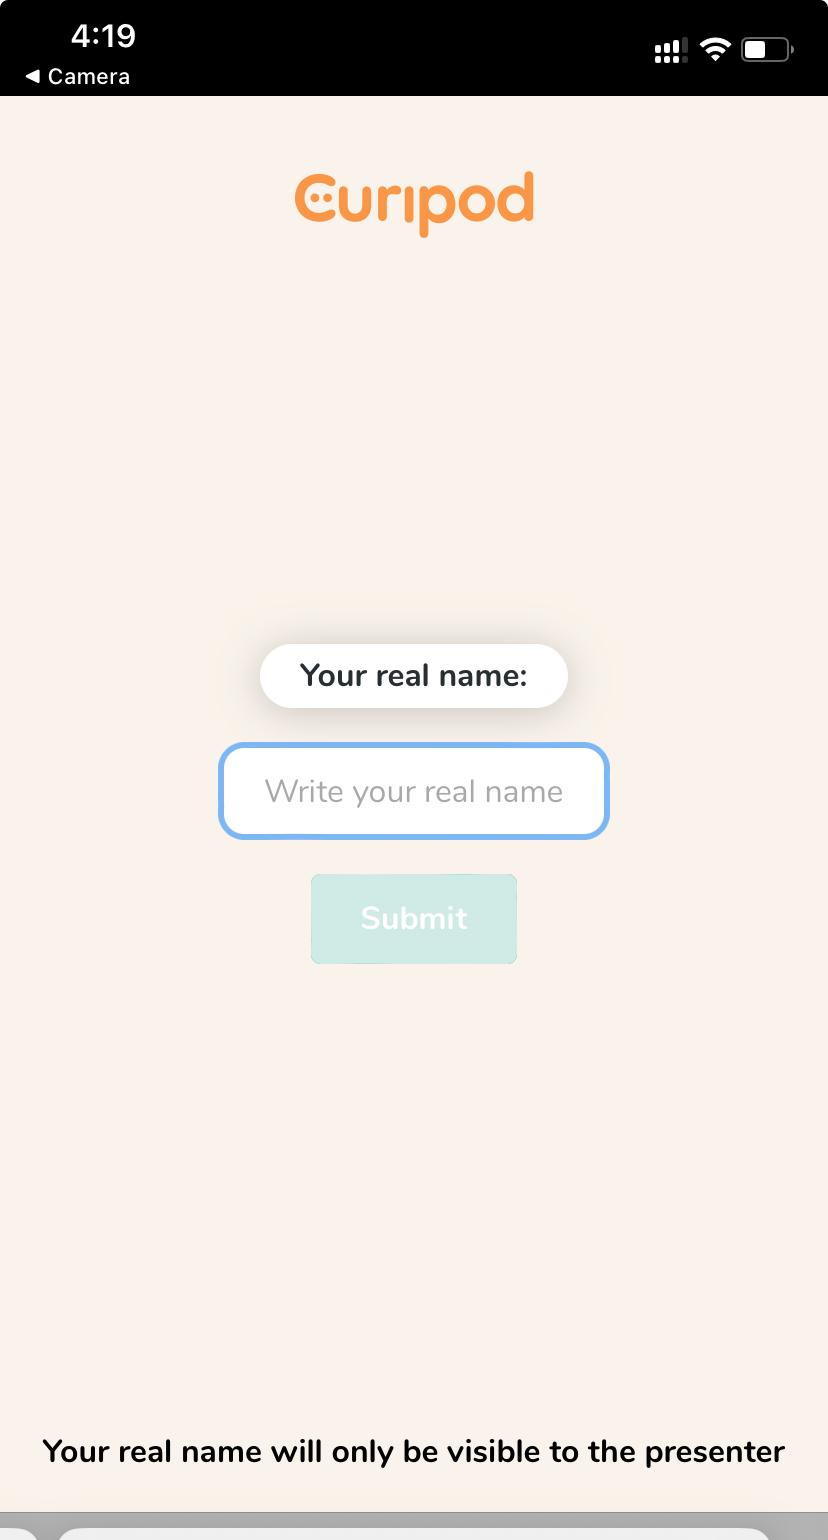 4:19
◀ Camera
Curipod
Your real name:
Write your real name
Submit
Your real name will only be visible to the presenter